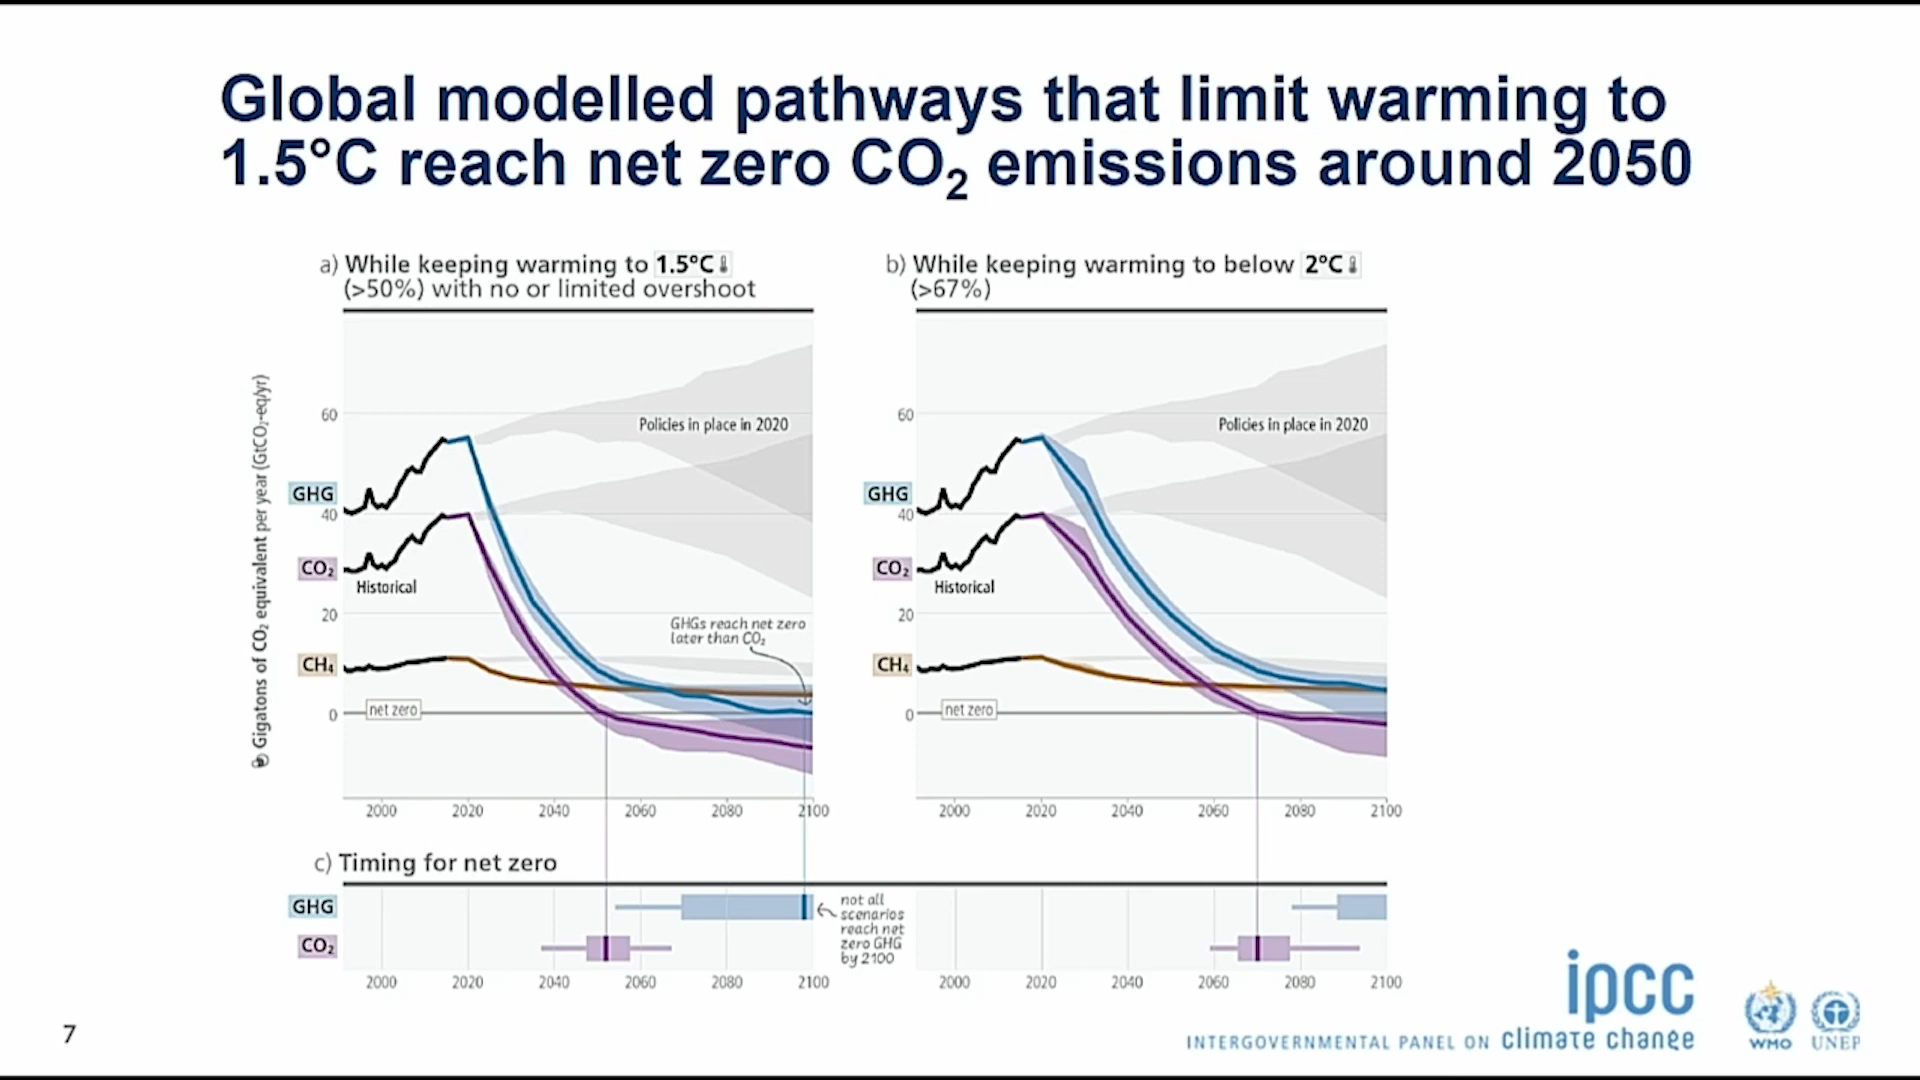 Global modelled pathways that limit warming to
1.5°C reach net zero CO₂ emissions around 2050
a) While keeping warming to 1.5°C
(>50%) with no or limited overshoot
Gigatons of CO₂ equivalent per year (GtCO₂-eq/yr)
60
40
20
0
GHG
CO₂
CH₄
Policies in place in 2020
Historical
GHGs reach net zero
later than CO₂
net zero
2000 2020 2040 2060 2080 2100
b) While keeping warming to below 2°C
(>67%)
60
40
20
0
GHG
CO₂
CH₄
Policies in place in 2020
Historical
net zero
2000 2020 2040 2060 2080 2100
c) Timing for net zero
GHG
CO₂
not all
scenarios
reach net
zero GHG
by 2100
2000 2020 2040 2060 2080 2100
2000 2020 2040 2060 2080 2100
7
ipcc
INTERGOVERNMENTAL PANEL ON climate change
WMO
UNEP